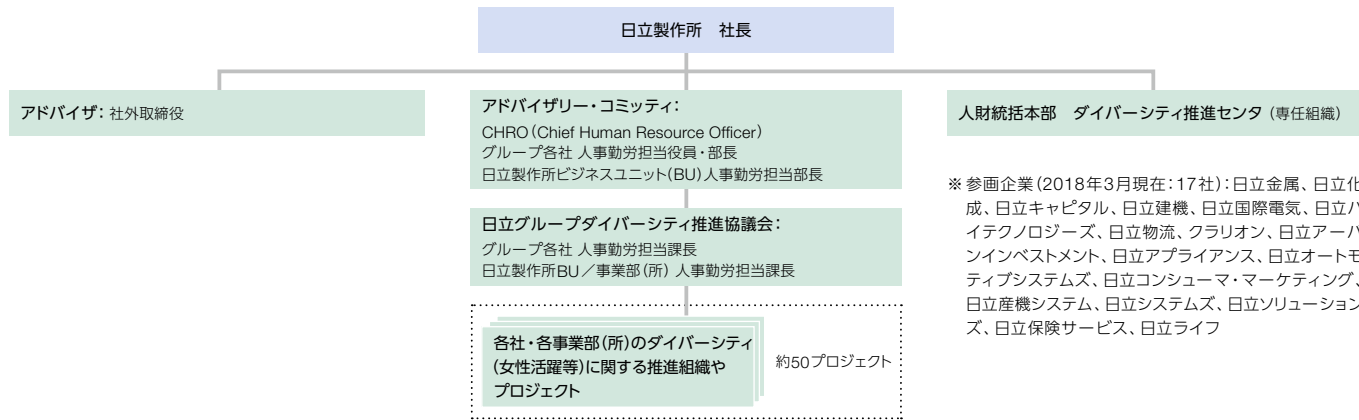 日立製作所　社長
アドバイザ：社外取締役
アドバイザリー・コミッティ：
CHRO（Chief Human Resource Officer）
グループ各社 人事勤労担当役員・部長
日立製作所ビジネスユニット（BU）人事勤労担当部長
人財統括本部　ダイバーシティ推進センタ（専任組織）
日立グループダイバーシティ推進協議会：
グループ各社 人事勤労担当課長
日立製作所BU／事業部（所） 人事勤労担当課長
各社・各事業部（所）のダイバーシティ
（女性活躍等）に関する推進組織や
プロジェクト
約50プロジェクト
※ 参画企業（2018年3月現在：17社）：日立金属、日立化
成、日立キャピタル、日立建機、日立国際電気、日立ハ
イテクノロジーズ、日立物流、クラリオン、日立アーバ
ンインベストメント、日立アプライアンス、日立オートモ
ティブシステムズ、日立コンシューマ・マーケティング、
日立産機システム、日立システムズ、日立ソリューション
ズ、日立保険サービス、日立ライフ